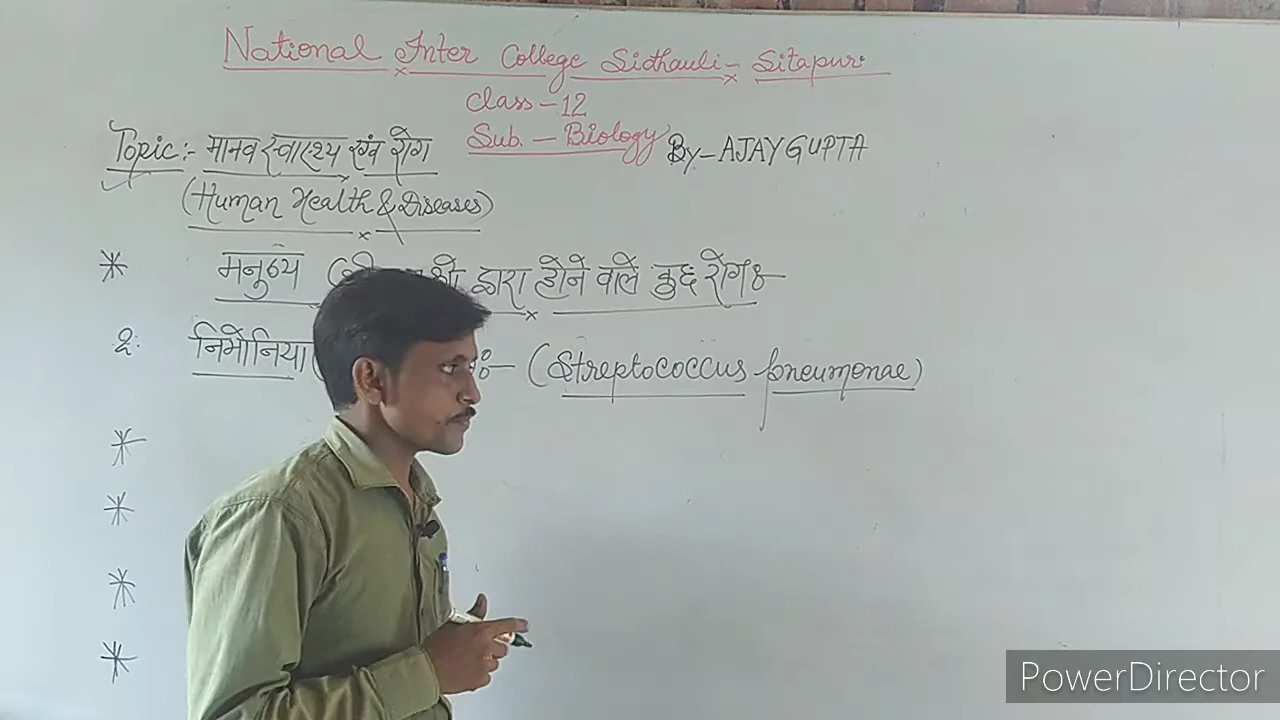 National Inter College Sidhauli- Sitapur.
Class-12
Sub. - Biology
By-AJAY GUPTA
Topic:- मानव स्वास्थ्य एवं रोग
(Human Health & Diseases)
* मनुष्य द्वारा होने वाले कुछ रोग:-
2. निमोनिया :- (Streptococcus pneumonae)
*
*
*
*
PowerDirector